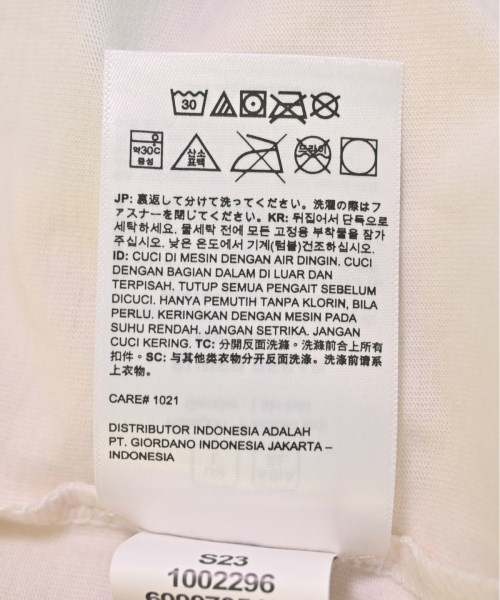 30
약30℃
중성
산소
표백
드라이
JP: 裏返して分けて洗ってください。洗濯の際はフ
ァスナーを閉じてください。KR: 뒤집어서 단독으로
세탁하세요. 물세탁 전에 모든 고정용 부착물을 잠가
주십시오. 낮은 온도에서 기계(텀블)건조하십시오.
ID: CUCI DI MESIN DENGAN AIR DINGIN. CUCI
DENGAN BAGIAN DALAM DI LUAR DAN
TERPISAH. TUTUP SEMUA PENGAIT SEBELUM
DICUCI. HANYA PEMUTIH TANPA KLORIN, BILA
PERLU. KERINGKAN DENGAN MESIN PADA
SUHU RENDAH. JANGAN SETRIKA. JANGAN
CUCI KERING. TC: 分開反面洗滌。洗滌前合上所有
扣件。SC: 与其他类衣物分开反面洗涤。洗涤前请系
上衣物。
CARE# 1021
DISTRIBUTOR INDONESIA ADALAH
PT. GIORDANO INDONESIA JAKARTA –
INDONESIA
S23
1002296